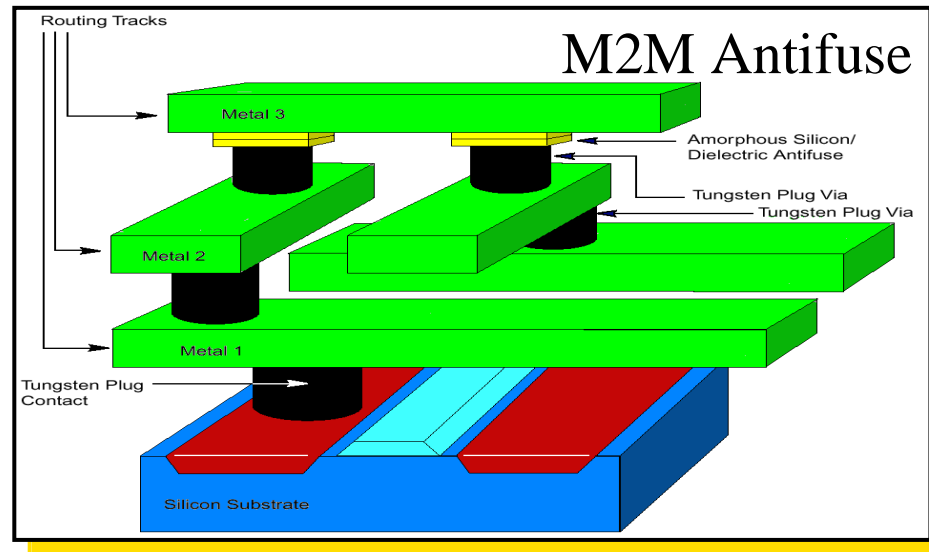 Routing Tracks
M2M Antifuse
Metal 3
Amorphous Silicon/
Dielectric Antifuse
Tungsten Plug Via
Tungsten Plug Via
Metal 2
Metal 1
Tungsten Plug
Contact
Silicon Substrate